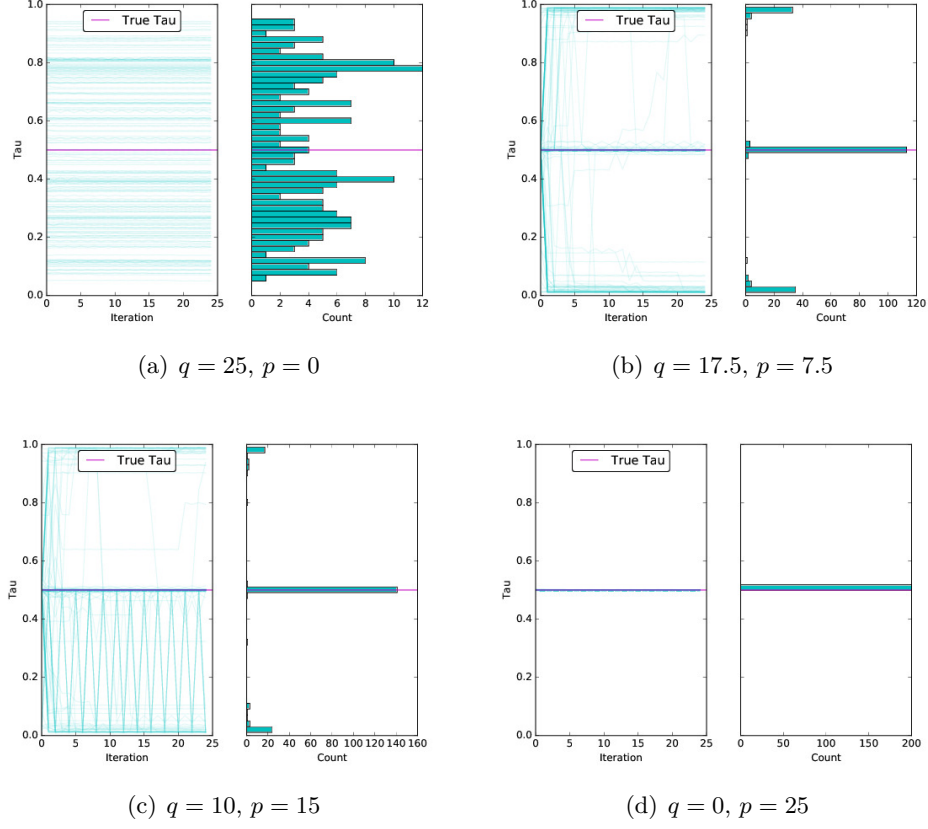 1.0
0.8
0.6
0.4
0.2
0.0
Tau
True Tau
0 5 10 15 20 25
Iteration
0 2 4 6 8 10 12
Count
(a) q = 25, p = 0
1.0
0.8
0.6
0.4
0.2
0.0
Tau
True Tau
0 5 10 15 20 25
Iteration
0 20 40 60 80 100 120
Count
(b) q = 17.5, p = 7.5
1.0
0.8
0.6
0.4
0.2
0.0
Tau
True Tau
0 5 10 15 20 25
Iteration
0 20 40 60 80 100 120 140 160
Count
(c) q = 10, p = 15
1.0
0.8
0.6
0.4
0.2
0.0
Tau
True Tau
0 5 10 15 20 25
Iteration
0 50 100 150 200
Count
(d) q = 0, p = 25